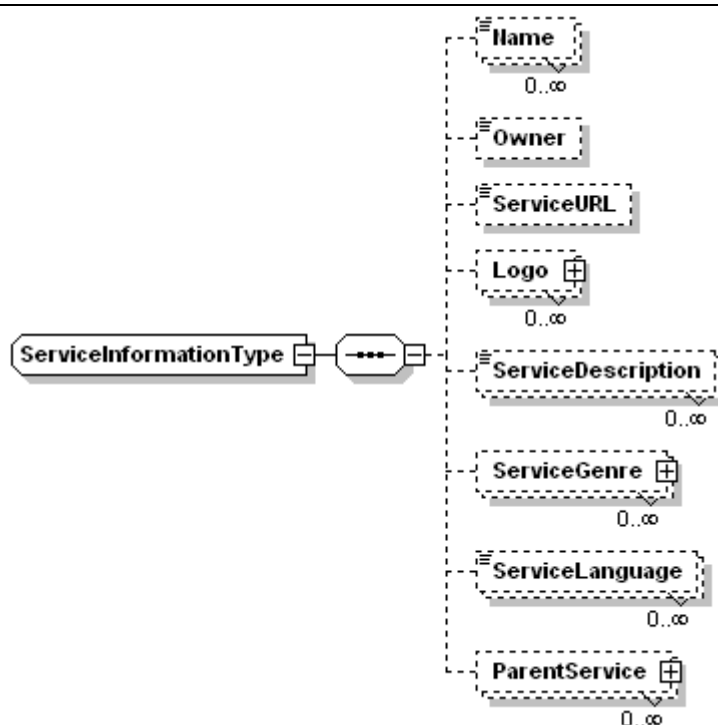 Name
0..∞
Owner
ServiceURL
Logo
0..∞
ServiceInformationType
ServiceDescription
0..∞
ServiceGenre
0..∞
ServiceLanguage
0..∞
ParentService
0..∞